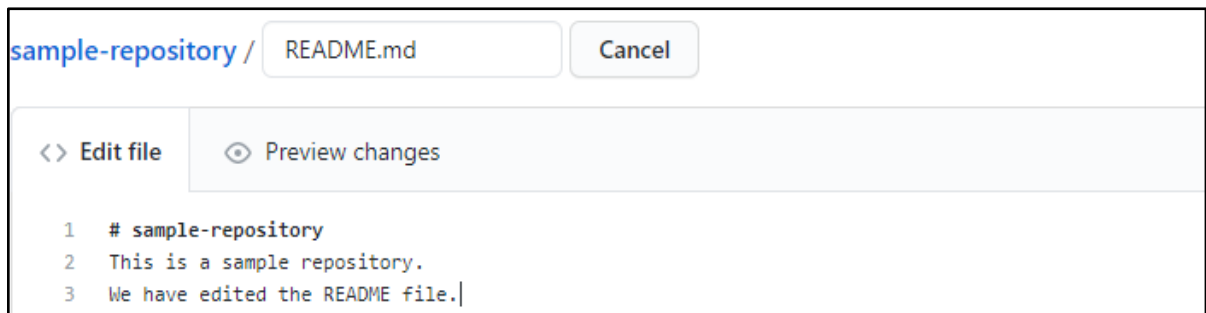 sample-repository / README.md Cancel
<> Edit file Preview changes
1 # sample-repository
2 This is a sample repository.
3 We have edited the README file.